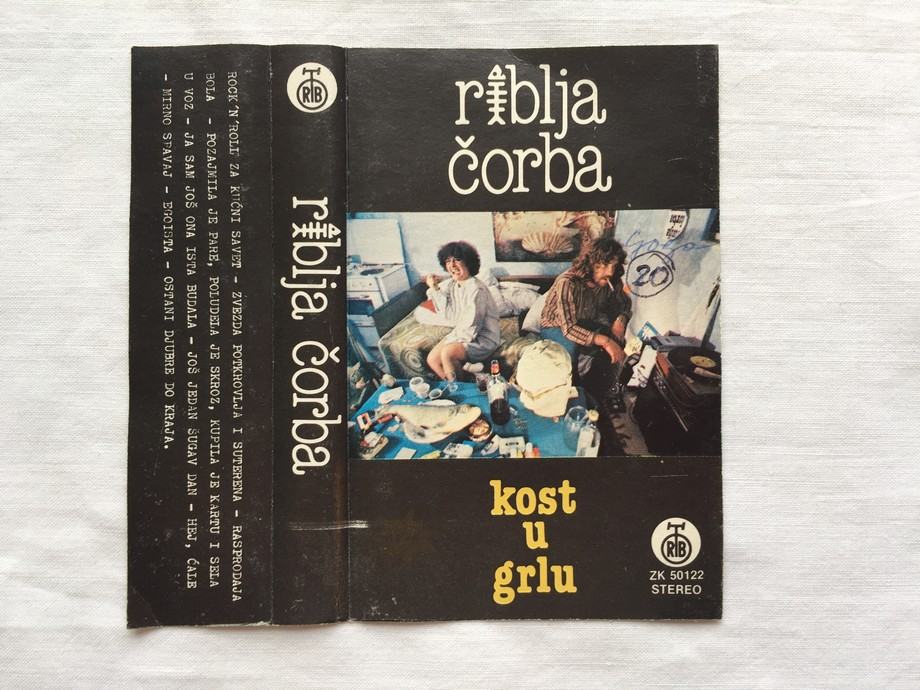 riblja
čorba
20
kost
u
grlu
RTB
ZK 50122
STEREO
RTB
riblja čorba
ROCK'N'ROLL ZA KUĆNI SAVET - ZVEZDA POTKROVLJA I SUTERENA - RASPRODAJA
BOLA - POZAJMILA JE PARE, POLUDELA JE SKROZ, KUPILA JE KARTU I SELA
U VOZ - JA SAM JOŠ ONA ISTA BUDALA - JOŠ JEDAN ŠUGAV DAN - HEJ, ĆALE
- MIRNO SPAVAJ - EGOISTA - OSTANI DJUBRE DO KRAJA.